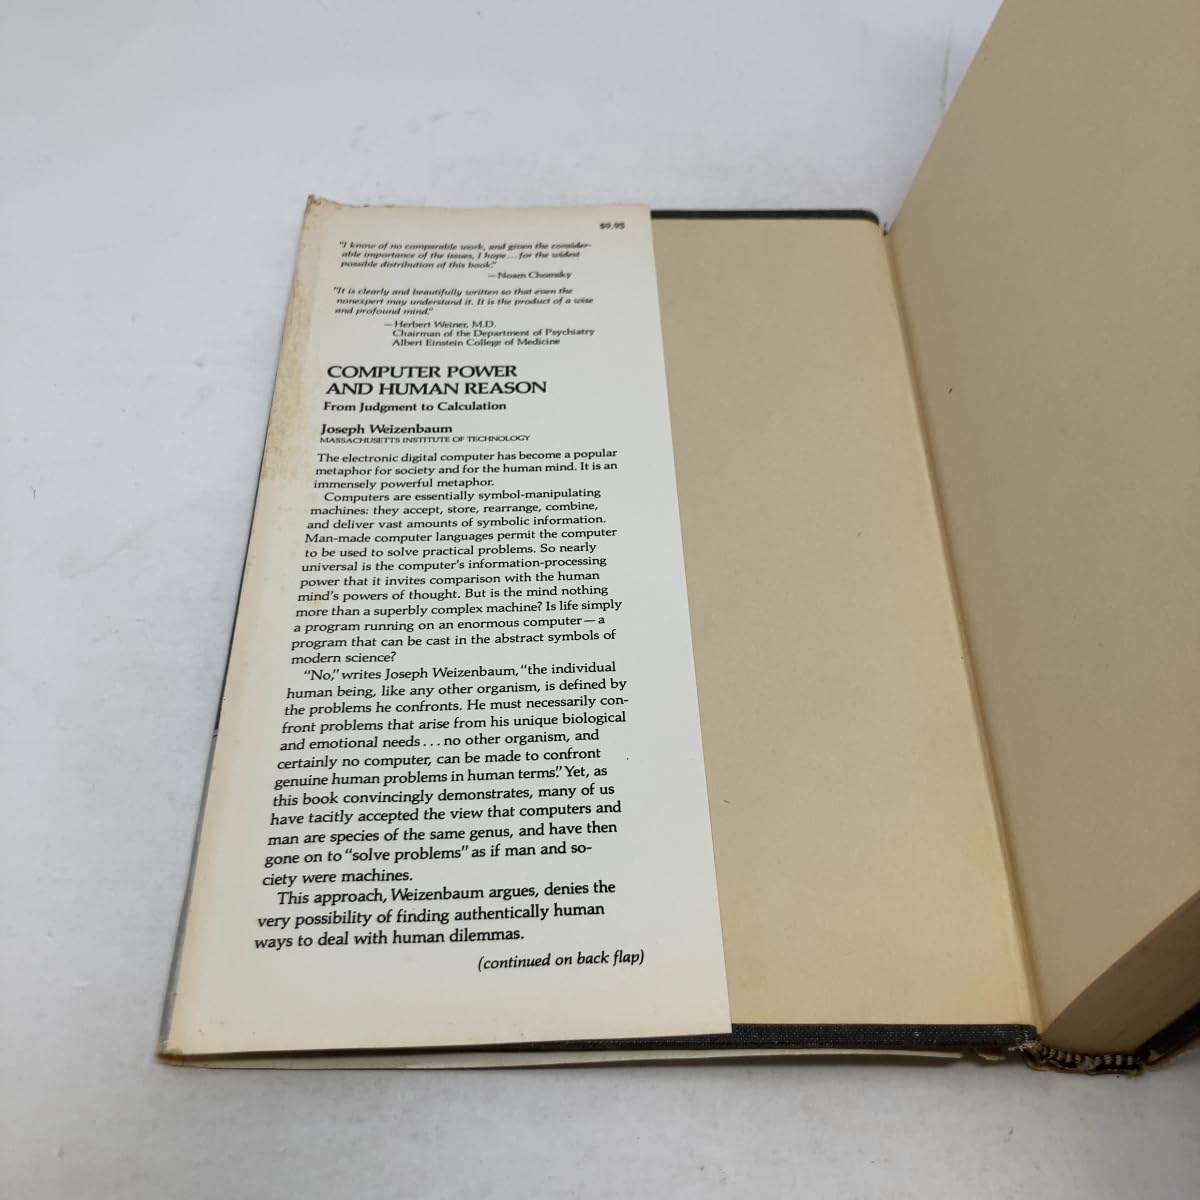 $9.95
"I know of no comparable work, and given the consider-
able importance of the issues, I hope...for the widest
possible distribution of this book."
—Noam Chomsky
"It is clearly and beautifully written so that even the
nonexpert may understand it. It is the product of a wise
and profound mind."
—Herbert Weiner, M.D.
Chairman of the Department of Psychiatry
Albert Einstein College of Medicine
COMPUTER POWER
AND HUMAN REASON
From Judgment to Calculation
Joseph Weizenbaum
MASSACHUSETTS INSTITUTE OF TECHNOLOGY
The electronic digital computer has become a popular
metaphor for society and for the human mind. It is an
immensely powerful metaphor.
Computers are essentially symbol-manipulating
machines: they accept, store, rearrange, combine,
and deliver vast amounts of symbolic information.
Man-made computer languages permit the computer
to be used to solve practical problems. So nearly
universal is the computer's information-processing
power that it invites comparison with the human
mind's powers of thought. But is the mind nothing
more than a superbly complex machine? Is life simply
a program running on an enormous computer—a
program that can be cast in the abstract symbols of
modern science?
"No," writes Joseph Weizenbaum, "the individual
human being, like any other organism, is defined by
the problems he confronts. He must necessarily con-
front problems that arise from his unique biological
and emotional needs...no other organism, and
certainly no computer, can be made to confront
genuine human problems in human terms." Yet, as
this book convincingly demonstrates, many of us
have tacitly accepted the view that computers and
man are species of the same genus, and have then
gone on to "solve problems" as if man and so-
ciety were machines.
This approach, Weizenbaum argues, denies the
very possibility of finding authentically human
ways to deal with human dilemmas.
(continued on back flap)